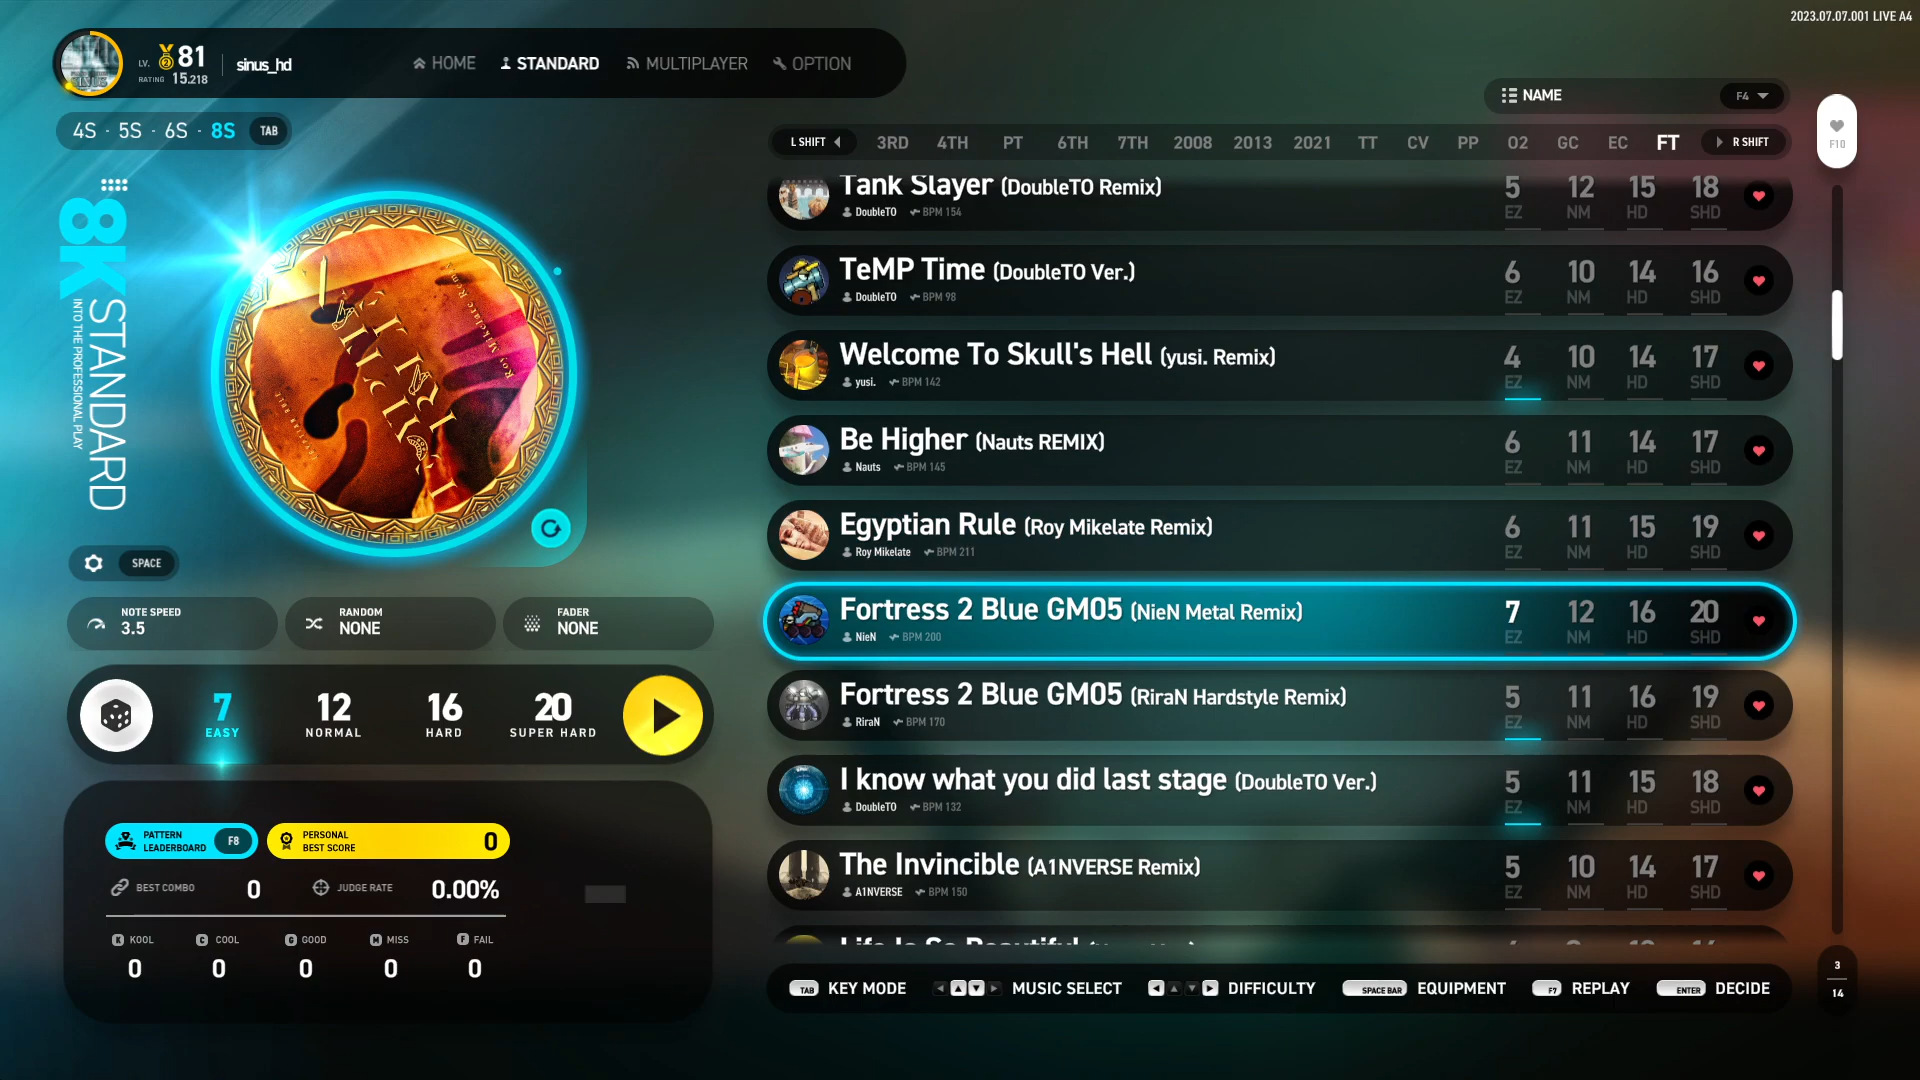 2023.07.07.001 LIVE A4
LV. 81
RATING 15.218
sinus_hd
HOME STANDARD MULTIPLAYER OPTION
NAME F4
4S · 5S · 6S · 8S TAB
L SHIFT 3RD 4TH PT 6TH 7TH 2008 2013 2021 TT CV PP O2 GC EC FT R SHIFT
F10
8K STANDARD
INTO THE PROFESSIONAL PLAY
Roy Mikelate Remix
EGYPTIAN RULE
SPACE
NOTE SPEED
3.5
RANDOM
NONE
FADER
NONE
7 EASY
12 NORMAL
16 HARD
20 SUPER HARD
PATTERN LEADERBOARD F8
PERSONAL BEST SCORE 0
BEST COMBO 0
JUDGE RATE 0.00%
K KOOL C COOL G GOOD M MISS F FAIL
0 0 0 0 0
Tank Slayer (DoubleTO Remix) 5 12 15 18
DoubleTO BPM 154 EZ NM HD SHD
TeMP Time (DoubleTO Ver.) 6 10 14 16
DoubleTO BPM 98 EZ NM HD SHD
Welcome To Skull's Hell (yusi. Remix) 4 10 14 17
yusi. BPM 142 EZ NM HD SHD
Be Higher (Nauts REMIX) 6 11 14 17
Nauts BPM 145 EZ NM HD SHD
Egyptian Rule (Roy Mikelate Remix) 6 11 15 19
Roy Mikelate BPM 211 EZ NM HD SHD
Fortress 2 Blue GM05 (NieN Metal Remix) 7 12 16 20
NieN BPM 200 EZ NM HD SHD
Fortress 2 Blue GM05 (RiraN Hardstyle Remix) 5 11 16 19
RiraN BPM 170 EZ NM HD SHD
I know what you did last stage (DoubleTO Ver.) 5 11 15 18
DoubleTO BPM 132 EZ NM HD SHD
The Invincible (A1NVERSE Remix) 5 10 14 17
A1NVERSE BPM 150 EZ NM HD SHD
Life Is So Beautiful
TAB KEY MODE MUSIC SELECT DIFFICULTY SPACE BAR EQUIPMENT F7 REPLAY ENTER DECIDE
3
14